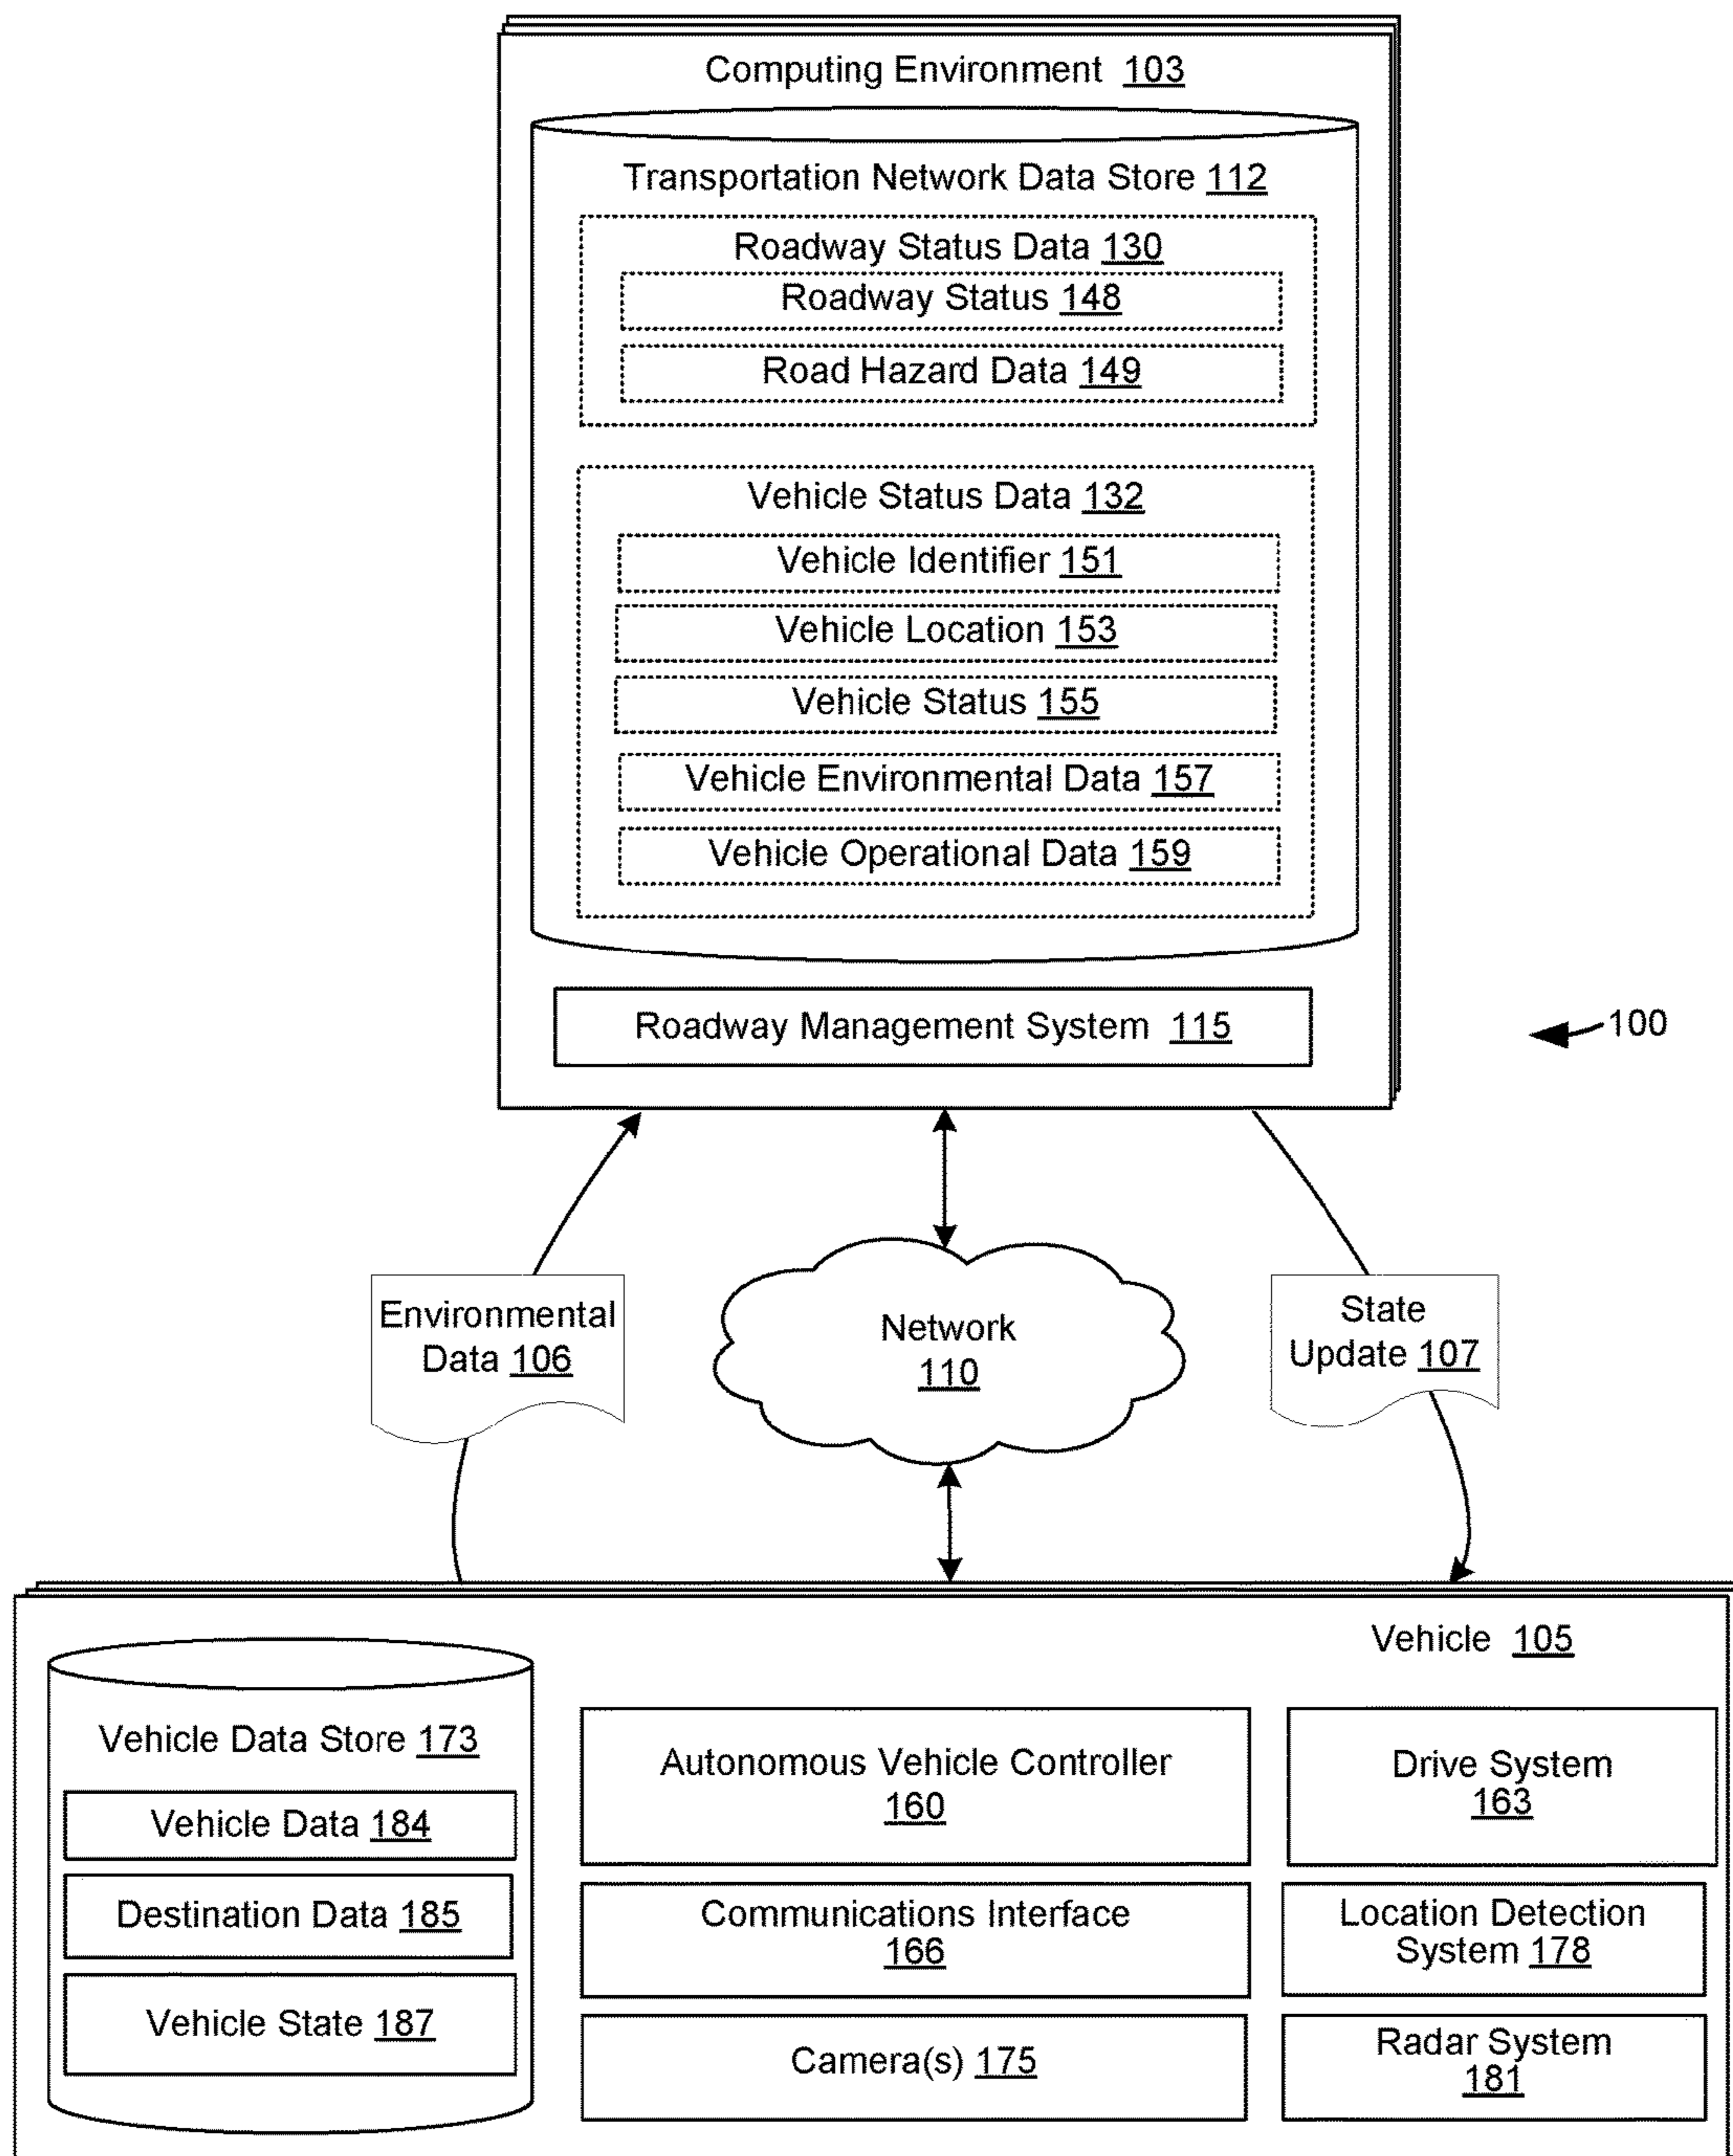 Computing Environment 103
Transportation Network Data Store 112
Roadway Status Data 130
Roadway Status 148
Road Hazard Data 149
Vehicle Status Data 132
Vehicle Identifier 151
Vehicle Location 153
Vehicle Status 155
Vehicle Environmental Data 157
Vehicle Operational Data 159
Roadway Management System 115
100
Environmental
Data 106
Network
110
State
Update 107
Vehicle 105
Vehicle Data Store 173
Vehicle Data 184
Destination Data 185
Vehicle State 187
Autonomous Vehicle Controller
160
Drive System
163
Communications Interface
166
Location Detection
System 178
Camera(s) 175
Radar System
181